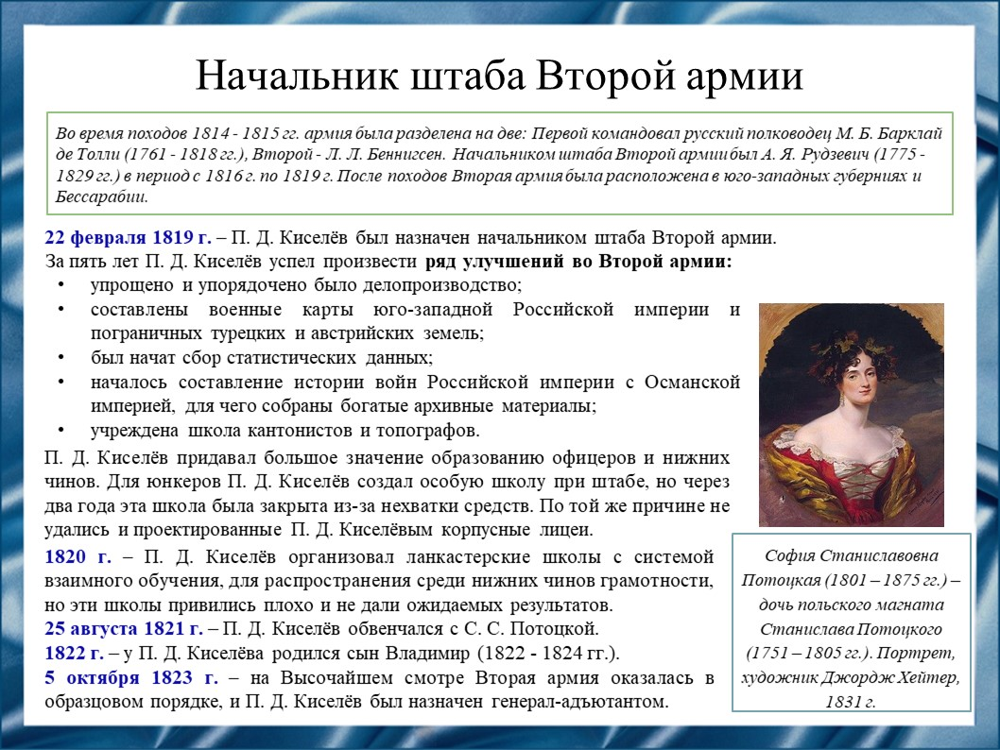 Начальник штаба Второй армии
Во время походов 1814 - 1815 гг. армия была разделена на две: Первой командовал русский полководец М. Б. Барклай
де Толли (1761 - 1818 гг.), Второй - Л. Л. Беннигсен. Начальником штаба Второй армии был А. Я. Рудзевич (1775 -
1829 гг.) в период с 1816 г. по 1819 г. После походов Вторая армия была расположена в юго-западных губерниях и
Бессарабии.
22 февраля 1819 г. – П. Д. Киселёв был назначен начальником штаба Второй армии.
За пять лет П. Д. Киселёв успел произвести ряд улучшений во Второй армии:
• упрощено и упорядочено было делопроизводство;
• составлены военные карты юго-западной Российской империи и
пограничных турецких и австрийских земель;
• был начат сбор статистических данных;
• началось составление истории войн Российской империи с Османской
империей, для чего собраны богатые архивные материалы;
• учреждена школа кантонистов и топографов.
П. Д. Киселёв придавал большое значение образованию офицеров и нижних
чинов. Для юнкеров П. Д. Киселёв создал особую школу при штабе, но через
два года эта школа была закрыта из-за нехватки средств. По той же причине не
удались и проектированные П. Д. Киселёвым корпусные лицеи.
1820 г. – П. Д. Киселёв организовал ланкастерские школы с системой
взаимного обучения, для распространения среди нижних чинов грамотности,
но эти школы привились плохо и не дали ожидаемых результатов.
25 августа 1821 г. – П. Д. Киселёв обвенчался с С. С. Потоцкой.
1822 г. – у П. Д. Киселёва родился сын Владимир (1822 - 1824 гг.).
5 октября 1823 г. – на Высочайшем смотре Вторая армия оказалась в
образцовом порядке, и П. Д. Киселёв был назначен генерал-адъютантом.
София Станиславовна
Потоцкая (1801 – 1875 гг.) –
дочь польского магната
Станислава Потоцкого
(1751 – 1805 гг.). Портрет,
художник Джордж Хейтер,
1831 г.